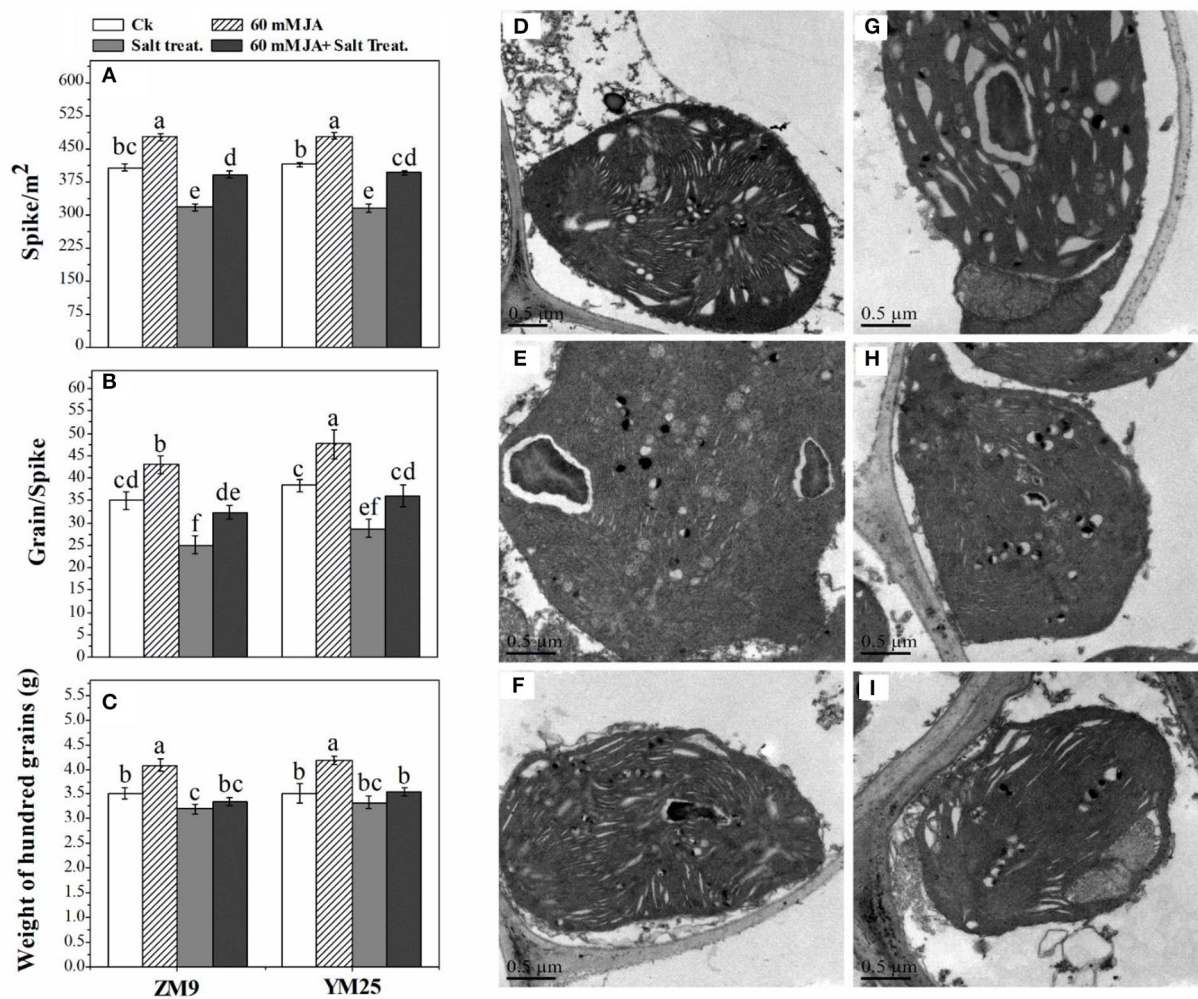 Ck
60 mMJA
Salt treat.
60 mMJA+ Salt Treat.
A
Spike/m²
600
525
450
375
300
225
150
75
0
bc
a
e
d
b
a
e
cd
B
Grain/Spike
60
55
50
45
40
35
30
25
20
15
10
5
0
cd
b
f
de
c
a
ef
cd
C
Weight of hundred grains (g)
5.5
5.0
4.5
4.0
3.5
3.0
2.5
2.0
1.5
1.0
0.5
0.0
b
a
c
bc
b
a
bc
b
ZM9
YM25
D
0.5 µm
G
0.5 µm
E
0.5 µm
H
0.5 µm
F
0.5 µm
I
0.5 µm